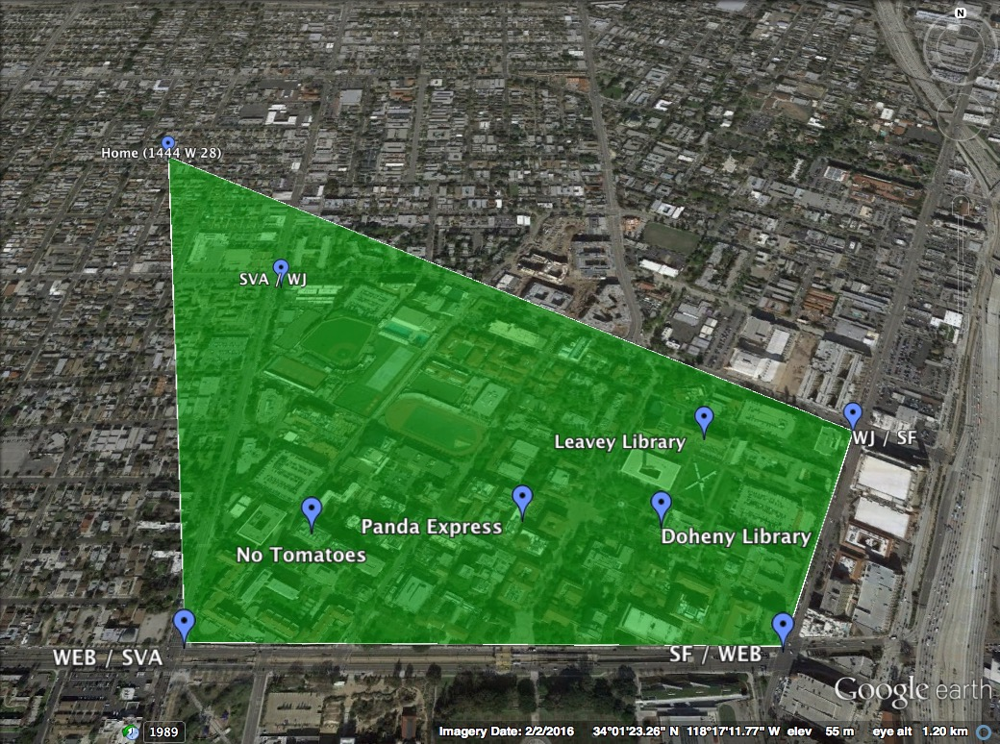 N
Home (1444 W 28)
SVA / WJ
Leavey Library
WJ / SF
Panda Express
Doheny Library
No Tomatoes
WEB / SVA
SF / WEB
Google earth
1989
Imagery Date: 2/2/2016 34°01'23.26" N 118°17'11.77" W elev 55 m eye alt 1.20 km